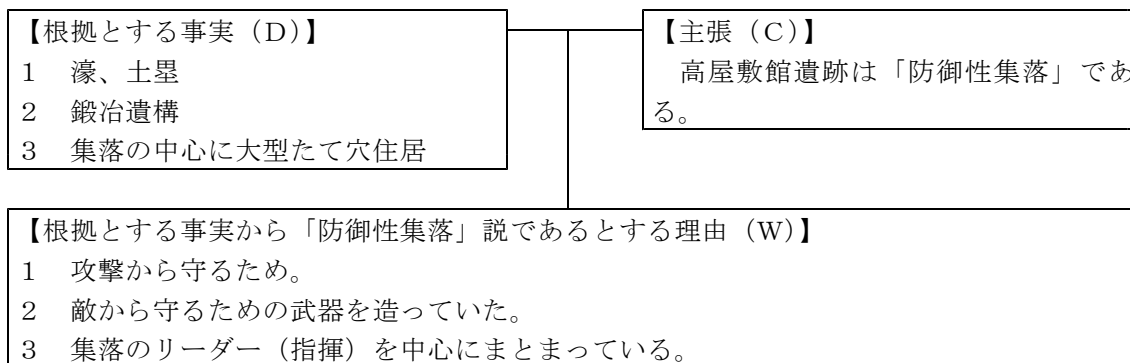 【根拠とする事実（Ｄ）】
１　濠、土塁
２　鍛冶遺構
３　集落の中心に大型たて穴住居
【主張（Ｃ）】
　高屋敷館遺跡は「防御性集落」であ
る。
【根拠とする事実から「防御性集落」説であるとする理由（Ｗ）】
１　攻撃から守るため。
２　敵から守るための武器を造っていた。
３　集落のリーダー（指揮）を中心にまとまっている。